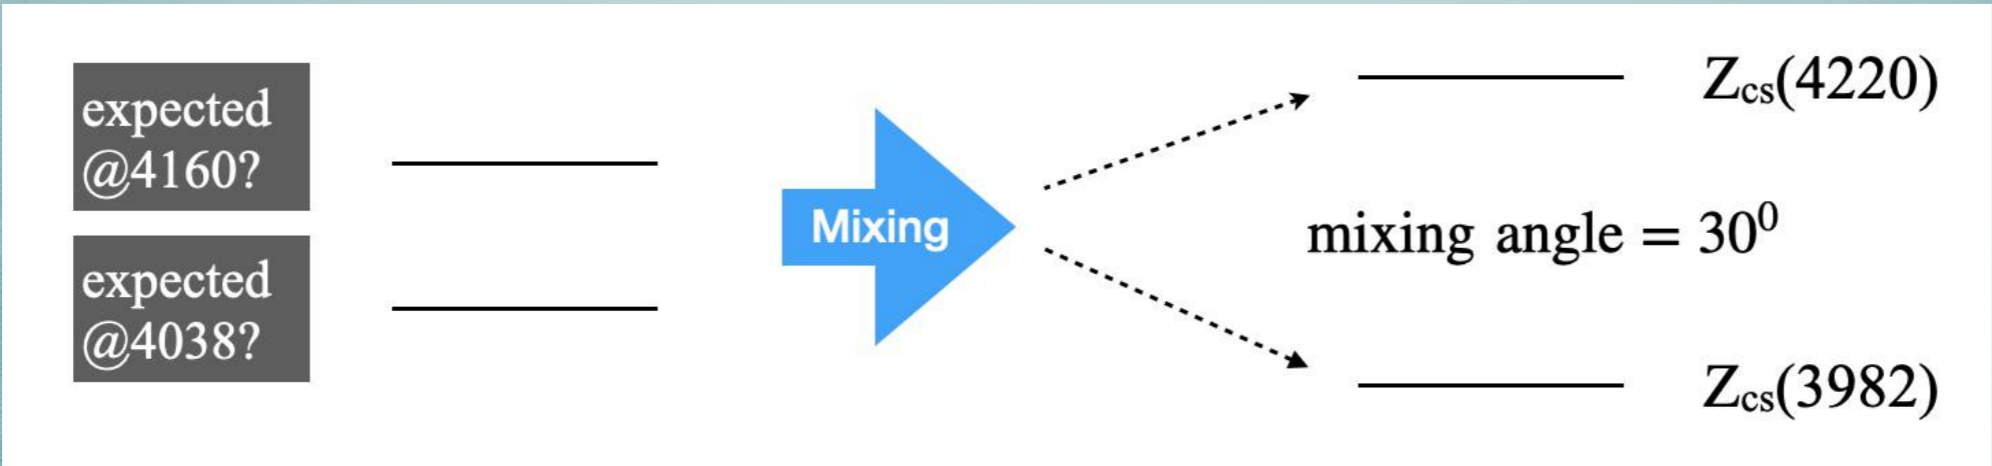 expected
@4160?
expected
@4038?
Mixing
Zcs(4220)
mixing angle = 30⁰
Zcs(3982)